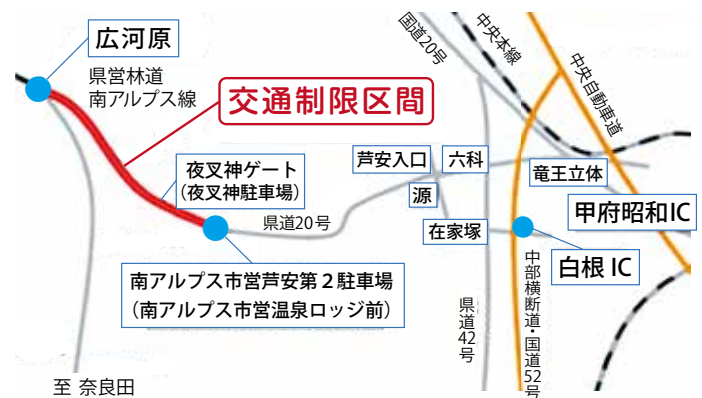 広河原
県営林道
南アルプス線
交通制限区間
夜叉神ゲート
（夜叉神駐車場）
県道20号
南アルプス市営芦安第２駐車場
（南アルプス市営温泉ロッジ前）
至 奈良田
国道20号
中央本線
中央自動車道
芦安入口
六科
源
在家塚
竜王立体
甲府昭和IC
白根 IC
県道42号
中部横断道・国道52号